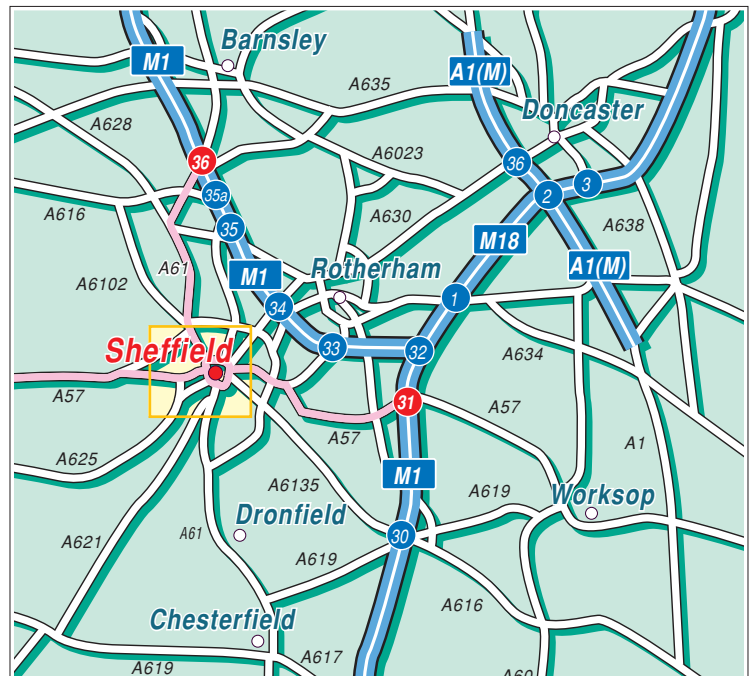 Barnsley
M1
A1(M)
A635
Doncaster
A628
A6023
36
36
3
35a
2
A616
A630
A638
35
M18
A61
M1
A1(M)
A6102
Rotherham
34
1
33
32
Sheffield
A634
A57
31
A57
A57
A1
A625
A6135
M1
A619
Worksop
A621
A61
Dronfield
30
A619
A616
Chesterfield
A619
A617
A60